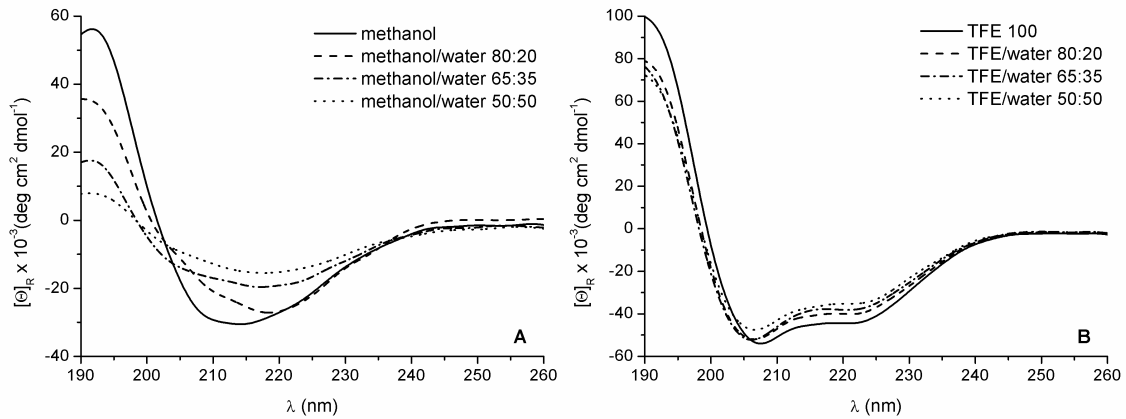 methanol
methanol/water 80:20
methanol/water 65:35
methanol/water 50:50
60
40
20
0
-20
-40
[Θ]R x 10⁻³(deg cm² dmol⁻¹)
190 200 210 220 230 240 250 260
λ (nm)
A
TFE 100
TFE/water 80:20
TFE/water 65:35
TFE/water 50:50
100
80
60
40
20
0
-20
-40
-60
[Θ]R x 10⁻³(deg cm² dmol⁻¹)
190 200 210 220 230 240 250 260
λ (nm)
B